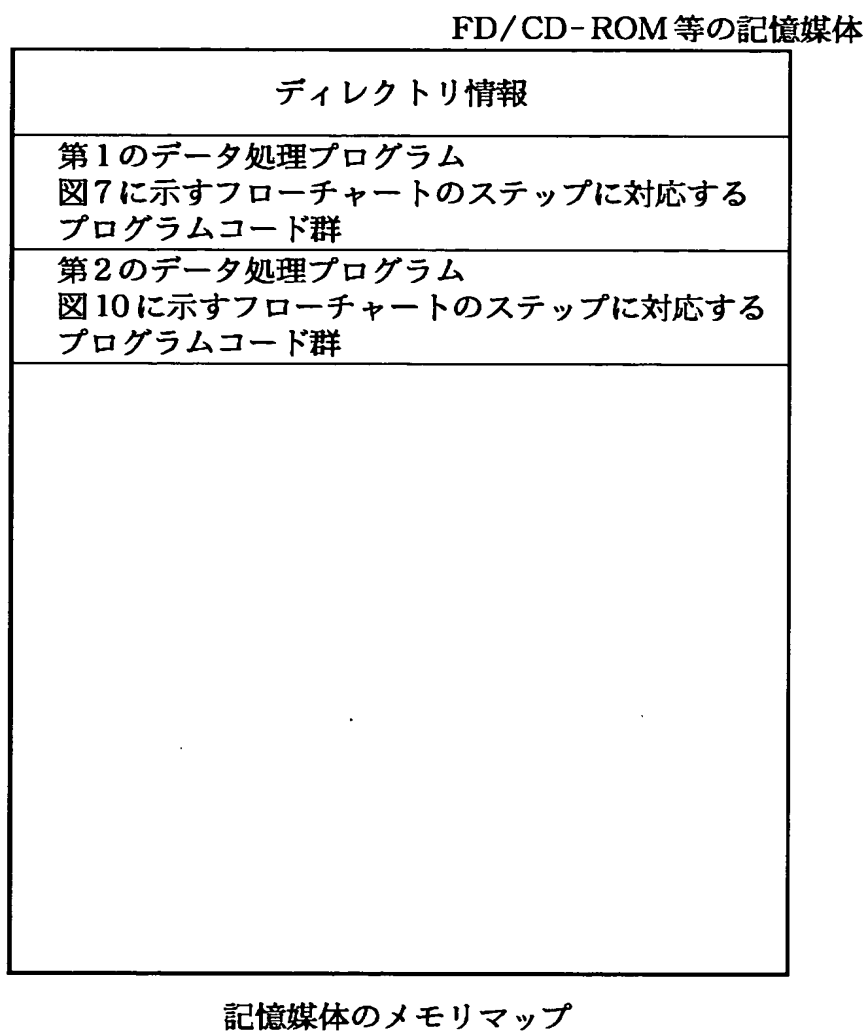 FD/CD-ROM等の記憶媒体
ディレクトリ情報
第1のデータ処理プログラム
図7に示すフローチャートのステップに対応する
プログラムコード群
第2のデータ処理プログラム
図10に示すフローチャートのステップに対応する
プログラムコード群
記憶媒体のメモリマップ